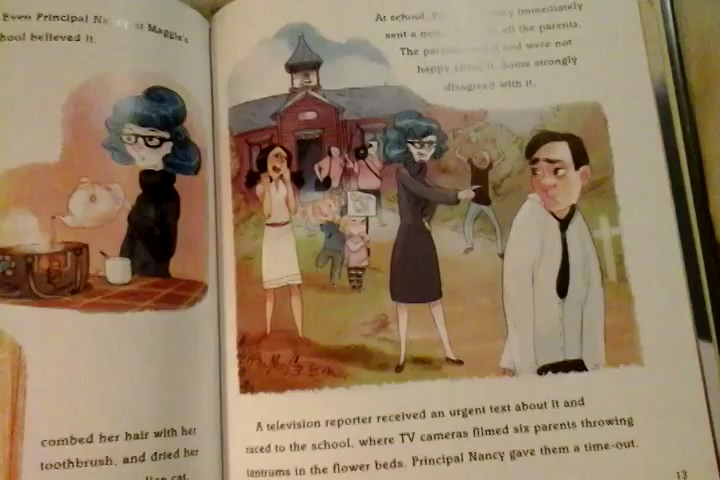 Even Principal Nancy at Maggie's
school believed it.
combed her hair with her
toothbrush, and dried her
At school,
sent a all the parents.
The and were not
happy about it. Some strongly
disagreed with it.
A television reporter received an urgent text about it and
raced to the school, where TV cameras filmed six parents throwing
tantrums in the flower beds. Principal Nancy gave them a time-out.
13